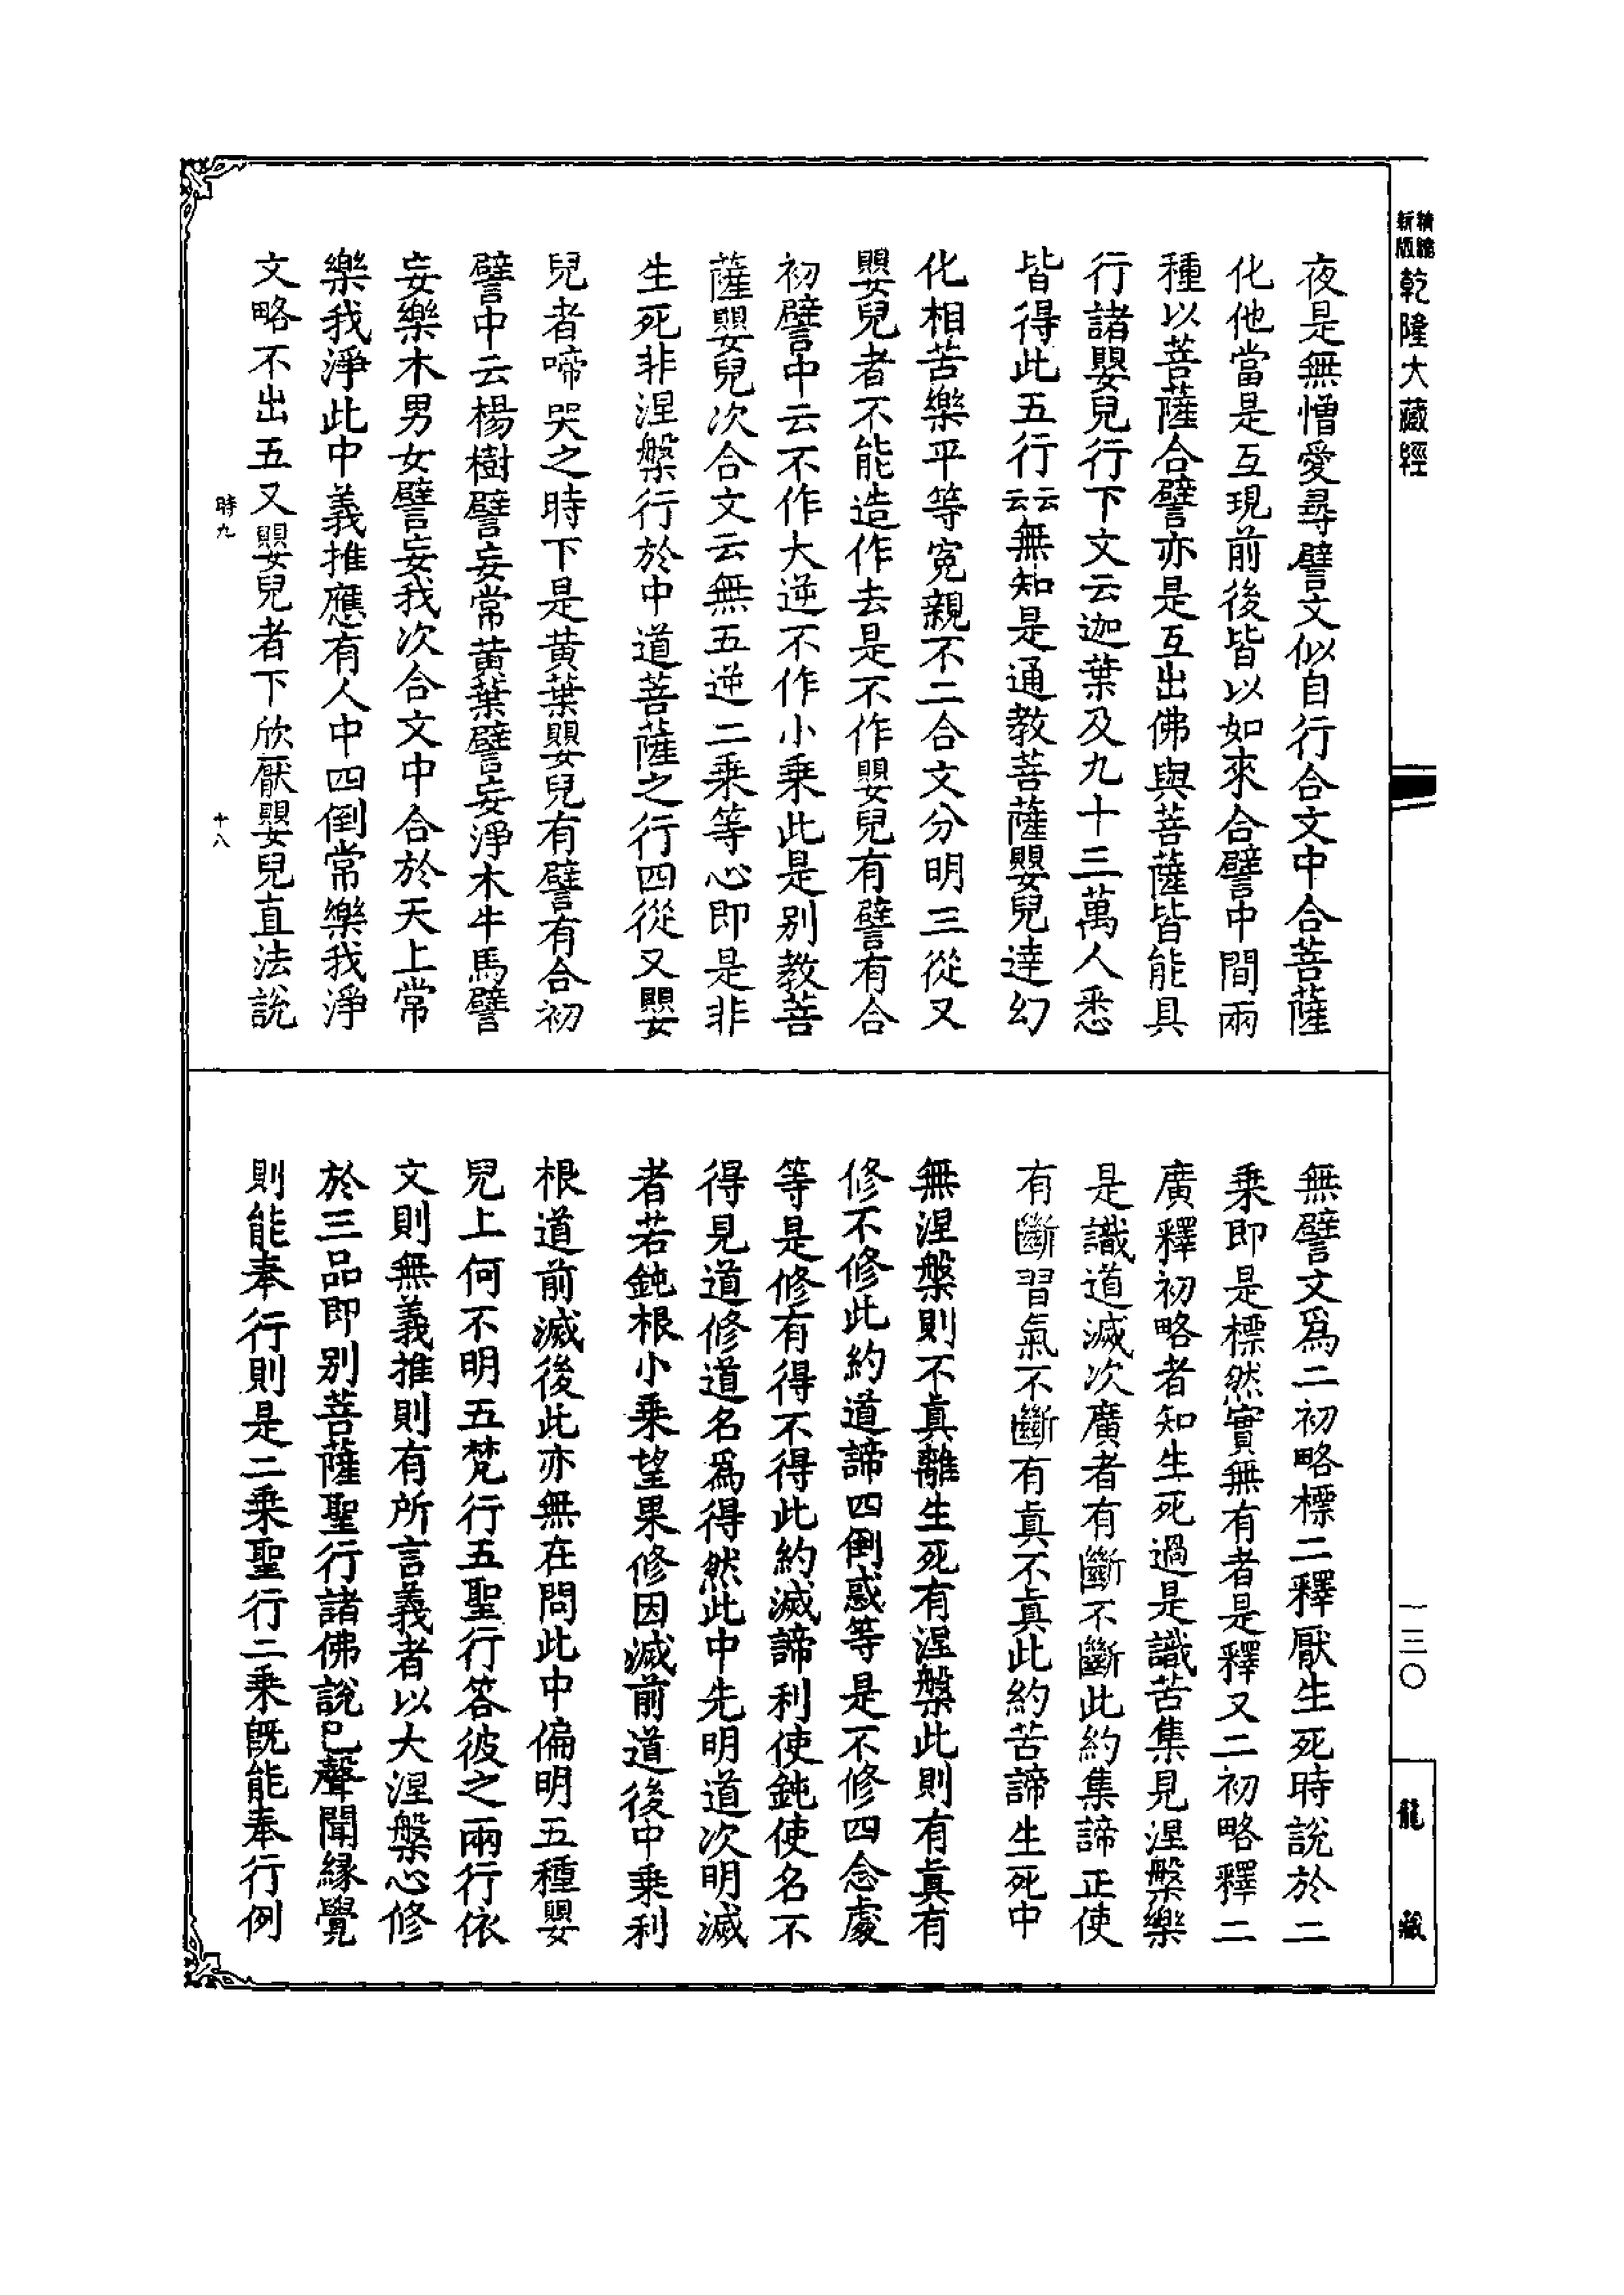 精縮新版乾隆大藏經
夜是無憎愛尋譬文似自行合文中合菩薩
化他當是互現前後皆以如來合譬中間兩
種以菩薩合譬亦是互出佛與菩薩皆能具
行諸嬰兒行下文云迦葉及九十三萬人悉
皆得此五行云云無知是通教菩薩嬰兒達幻
化相苦樂平等寃親不二合文分明三從又
嬰兒者不能造作去是不作嬰兒有譬有合
初譬中云不作大逆不作小乗此是別教菩
薩嬰兒次合文云無五逆二乗等心即是非
生死非涅槃行於中道菩薩之行四從又嬰
兒者啼哭之時下是黄葉嬰兒有譬有合初
譬中云楊樹譬妄常黄葉譬妄淨木牛馬譬
妄樂木男女譬妄我次合文中合於天上常
樂我淨此中義推應有人中四倒常樂我淨
文略不出五又嬰兒者下欣厭嬰兒直法說
時九
十八
無譬文爲二初略標二釋厭生死時說於二
乗即是標然實無有者是釋又二初略釋二
廣釋初略者知生死過是識苦集見涅槃樂
是識道滅次廣者有斷不斷此約集諦正使
有斷習氣不斷有真不真此約苦諦生死中
無涅槃則不真離生死有涅槃此則有真有
修不修此約道諦四倒惑等是不修四念處
等是修有得不得此約滅諦利使鈍使名不
得見道修道名爲得然此中先明道次明滅
者若鈍根小乗望果修因滅前道後中乗利
根道前滅後此亦無在問此中偏明五種嬰
兒上何不明五梵行五聖行答彼之兩行依
文則無義推則有所言義者以大涅槃心修
於三品即別菩薩聖行諸佛說已聲聞緣覺
則能奉行則是二乗聖行二乗既能奉行例
一三〇
龍藏